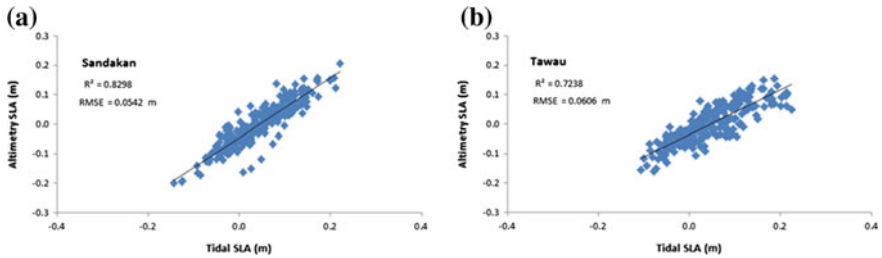 (a)
Sandakan
R² = 0.8298
RMSE = 0.0542 m
Altimetry SLA (m)
0.3
0.2
0.1
0.0
-0.1
-0.2
-0.3
-0.4
-0.2
0.0
0.2
0.4
Tidal SLA (m)
(b)
Tawau
R² = 0.7238
RMSE = 0.0606 m
Altimetry SLA (m)
0.3
0.2
0.1
0.0
-0.1
-0.2
-0.3
-0.4
-0.2
0.0
0.2
0.4
Tidal SLA (m)